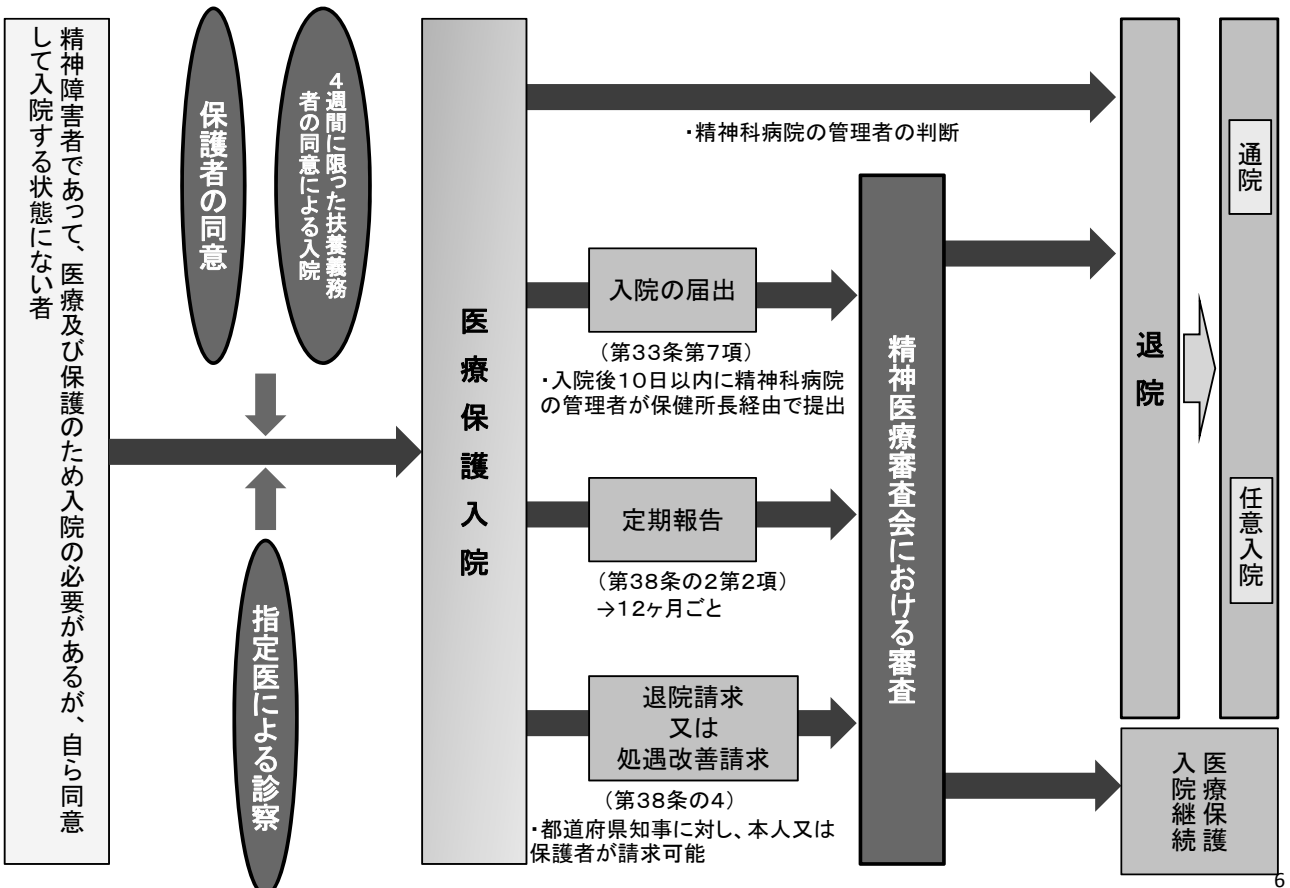 精神障害者であって、医療及び保護のため入院の必要があるが、自ら同意
して入院する状態にない者
保護者の同意
4週間に限った扶養義務
者の同意による入院
指定医による診察
医療保護入院
・精神科病院の管理者の判断
入院の届出
(第33条第7項)
・入院後10日以内に精神科病院
の管理者が保健所長経由で提出
定期報告
(第38条の2第2項)
→12ヶ月ごと
退院請求
又は
処遇改善請求
(第38条の4)
・都道府県知事に対し、本人又は
保護者が請求可能
精神医療審査会における審査
退院
通院
任意入院
医療保護
入院継続
6